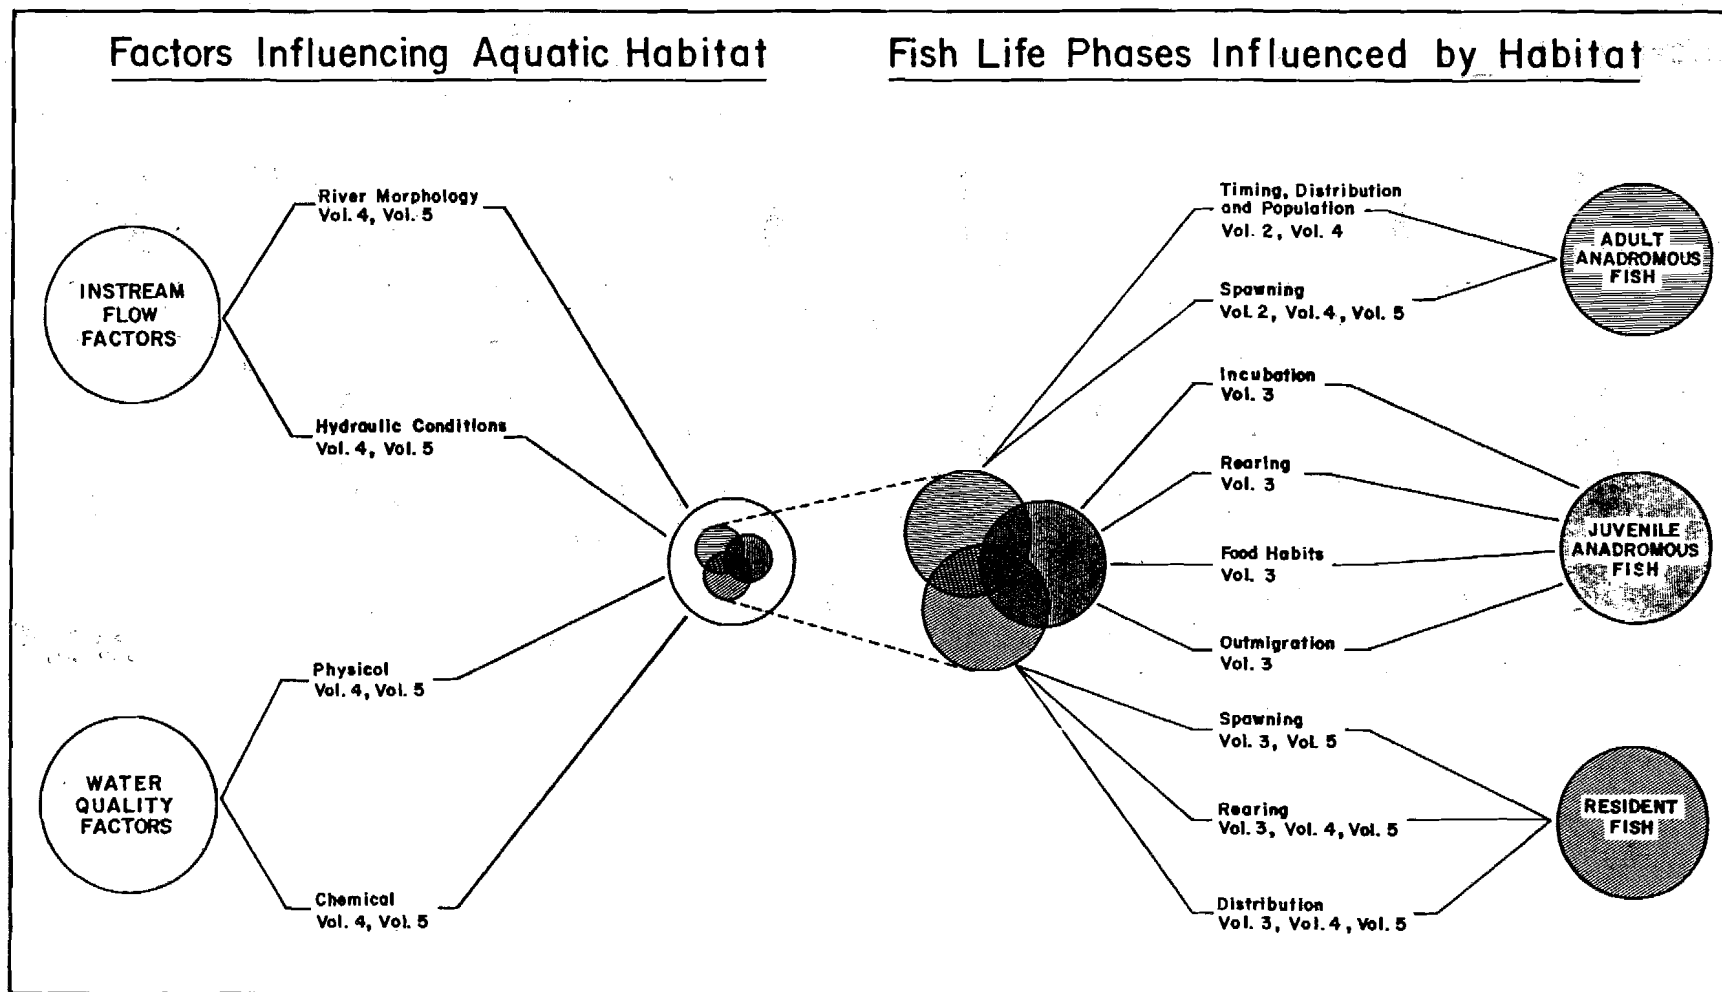 Factors Influencing Aquatic Habitat
Fish Life Phases Influenced by Habitat
INSTREAM
FLOW
FACTORS
River Morphology
Vol. 4, Vol. 5
Hydraulic Conditions
Vol. 4, Vol. 5
WATER
QUALITY
FACTORS
Physical
Vol. 4, Vol. 5
Chemical
Vol. 4, Vol. 5
Timing, Distribution
and Population
Vol. 2, Vol. 4
Spawning
Vol. 2, Vol. 4, Vol. 5
Incubation
Vol. 3
Rearing
Vol. 3
Food Habits
Vol. 3
Outmigration
Vol. 3
Spawning
Vol. 3, Vol. 5
Rearing
Vol. 3, Vol. 4, Vol. 5
Distribution
Vol. 3, Vol. 4, Vol. 5
ADULT
ANADROMOUS
FISH
JUVENILE
ANADROMOUS
FISH
RESIDENT
FISH